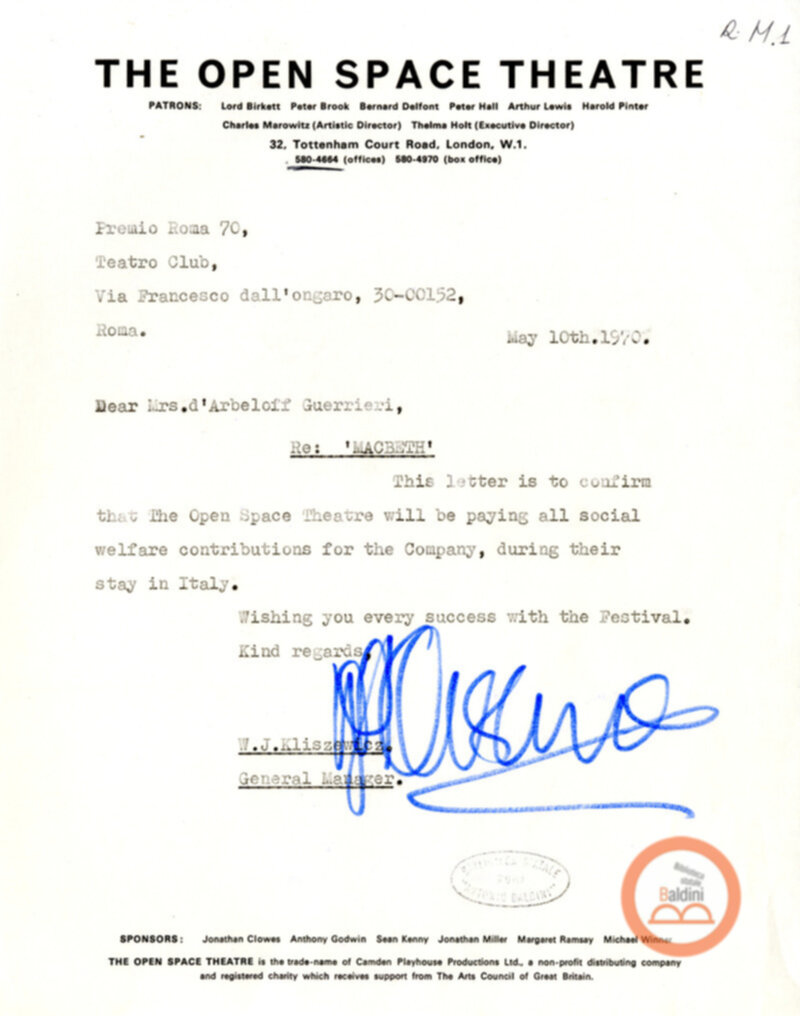 R. M. 1
THE OPEN SPACE THEATRE
PATRONS: Lord Birkett Peter Brook Bernard Delfont Peter Hall Arthur Lewis Harold Pinter
Charles Marowitz (Artistic Director) Thelma Holt (Executive Director)
32, Tottenham Court Road, London, W.1.
580-4664 (offices) 580-4970 (box office)
Premio Roma 70,
Teatro Club,
Via Francesco dall'ongaro, 30-00152,
Roma.
May 10th.1970.
Dear Mrs.d'Arbeloff Guerrieri,
Re: 'MACBETH'
This letter is to confirm
that The Open Space Theatre will be paying all social
welfare contributions for the Company, during their
stay in Italy.
Wishing you every success with the Festival.
Kind regards,
W.J.Kliszewicz,
General Manager.
BIBLIOTECA STATALE
ANTONIO BALDINI
Biblioteca
statale
Baldini
SPONSORS: Jonathan Clowes Anthony Godwin Sean Kenny Jonathan Miller Margaret Ramsay Michael Winner
THE OPEN SPACE THEATRE is the trade-name of Camden Playhouse Productions Ltd., a non-profit distributing company
and registered charity which receives support from The Arts Council of Great Britain.